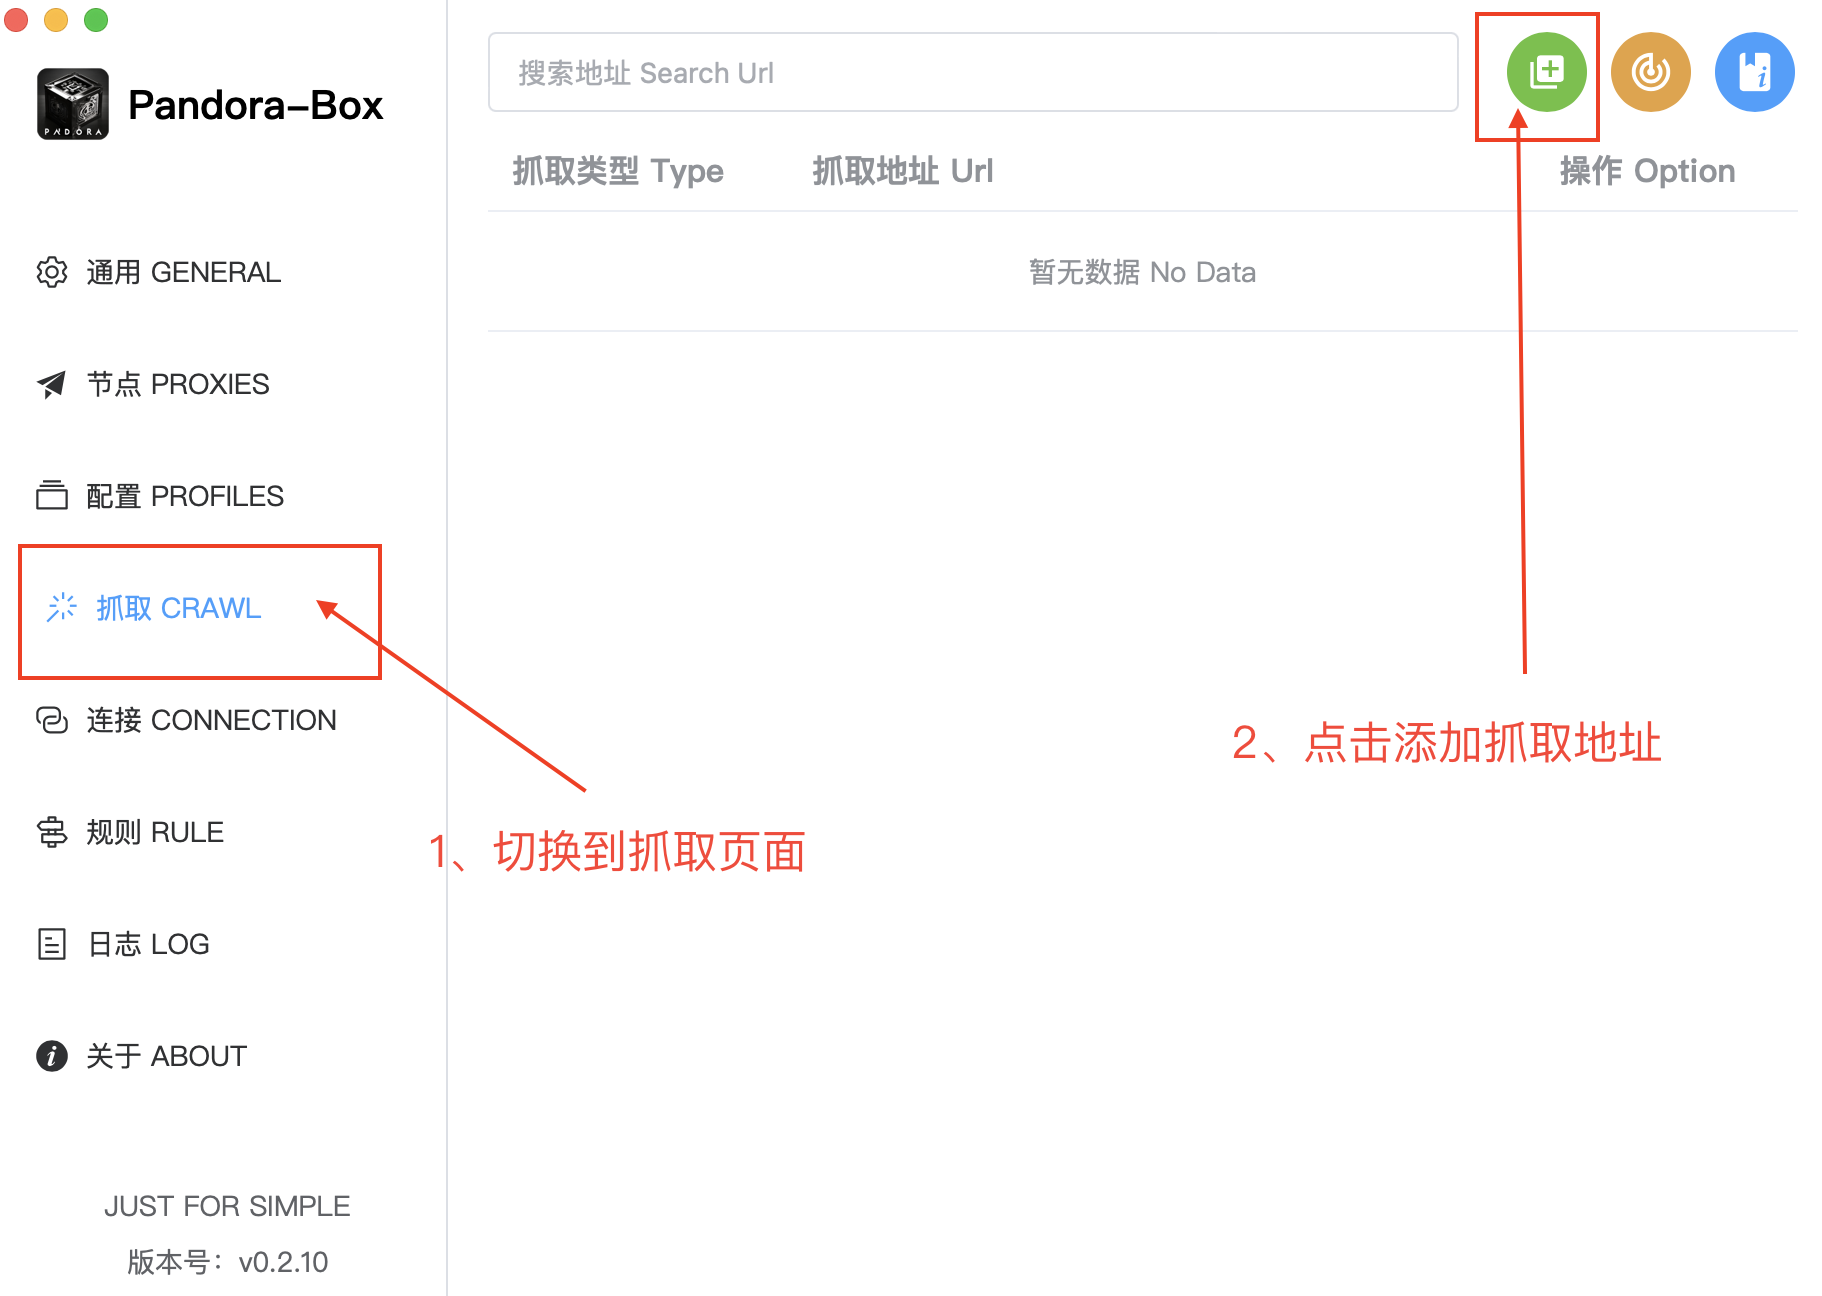 PANDORA
Pandora-Box
通用 GENERAL
节点 PROXIES
配置 PROFILES
抓取 CRAWL
连接 CONNECTION
规则 RULE
日志 LOG
关于 ABOUT
JUST FOR SIMPLE
版本号：v0.2.10
搜索地址 Search Url
抓取类型 Type 抓取地址 Url 操作 Option
暂无数据 No Data
1、切换到抓取页面
2、点击添加抓取地址